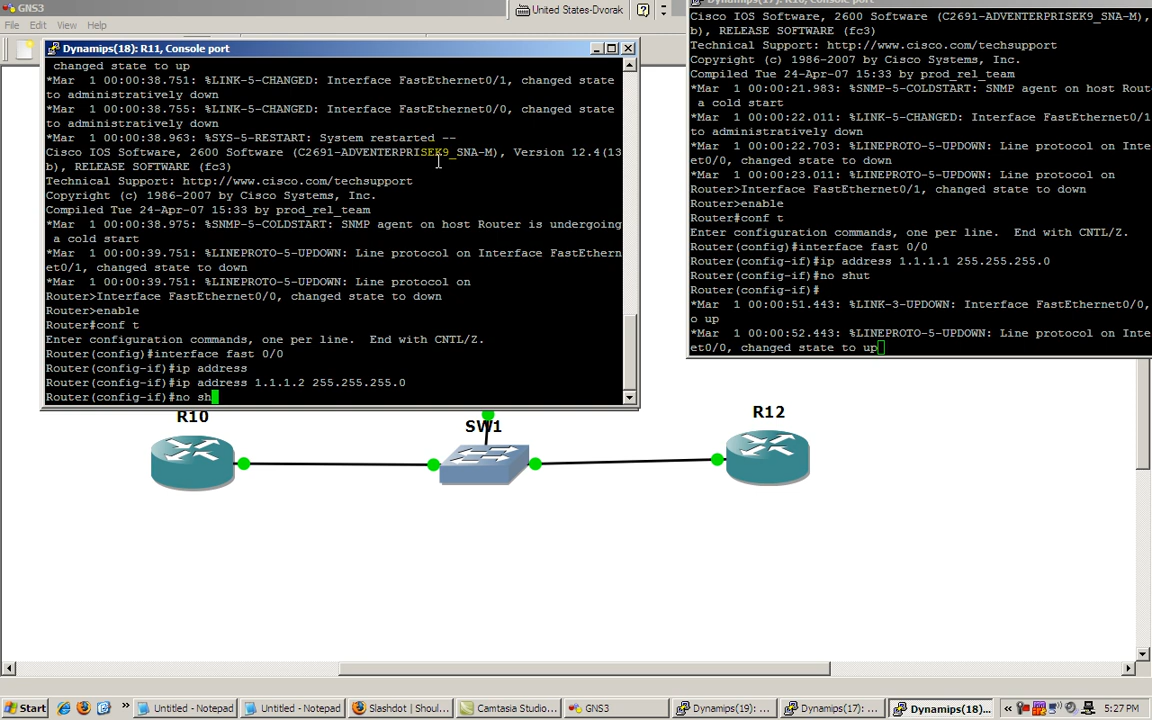 GNS3
United States-Dvorak
File Edit View Help
Dynamips(18): R11, Console port
changed state to up
*Mar  1 00:00:38.751: %LINK-5-CHANGED: Interface FastEthernet0/1, changed state
to administratively down
*Mar  1 00:00:38.755: %LINK-5-CHANGED: Interface FastEthernet0/0, changed state
to administratively down
*Mar  1 00:00:38.963: %SYS-5-RESTART: System restarted --
Cisco IOS Software, 2600 Software (C2691-ADVENTERPRISEK9_SNA-M), Version 12.4(13
b), RELEASE SOFTWARE (fc3)
Technical Support: http://www.cisco.com/techsupport
Copyright (c) 1986-2007 by Cisco Systems, Inc.
Compiled Tue 24-Apr-07 15:33 by prod_rel_team
*Mar  1 00:00:38.975: %SNMP-5-COLDSTART: SNMP agent on host Router is undergoing
a cold start
*Mar  1 00:00:39.751: %LINEPROTO-5-UPDOWN: Line protocol on Interface FastEthern
et0/1, changed state to down
*Mar  1 00:00:39.751: %LINEPROTO-5-UPDOWN: Line protocol on
Router>Interface FastEthernet0/0, changed state to down
Router>enable
Router#conf t
Enter configuration commands, one per line.  End with CNTL/Z.
Router(config)#interface fast 0/0
Router(config-if)#ip address
Router(config-if)#ip address 1.1.1.2 255.255.255.0
Router(config-if)#no sh
Cisco IOS Software, 2600 Software (C2691-ADVENTERPRISEK9_SNA-M),
b), RELEASE SOFTWARE (fc3)
Technical Support: http://www.cisco.com/techsupport
Copyright (c) 1986-2007 by Cisco Systems, Inc.
Compiled Tue 24-Apr-07 15:33 by prod_rel_team
*Mar  1 00:00:21.983: %SNMP-5-COLDSTART: SNMP agent on host Rout
a cold start
*Mar  1 00:00:22.011: %LINK-5-CHANGED: Interface FastEthernet0/1
to administratively down
*Mar  1 00:00:22.703: %LINEPROTO-5-UPDOWN: Line protocol on Inte
et0/0, changed state to down
*Mar  1 00:00:23.011: %LINEPROTO-5-UPDOWN: Line protocol on
Router>Interface FastEthernet0/1, changed state to down
Router>enable
Router#conf t
Enter configuration commands, one per line.  End with CNTL/Z.
Router(config)#interface fast 0/0
Router(config-if)#ip address 1.1.1.1 255.255.255.0
Router(config-if)#no shut
Router(config-if)#
*Mar  1 00:00:51.443: %LINK-3-UPDOWN: Interface FastEthernet0/0,
o up
*Mar  1 00:00:52.443: %LINEPROTO-5-UPDOWN: Line protocol on Inte
et0/0, changed state to up
R10
SW1
R12
Start
Untitled - Notepad
Untitled - Notepad
Slashdot | Shoul...
Camtasia Studio...
GNS3
Dynamips(19): ...
Dynamips(17): ...
Dynamips(18)...
5:27 PM